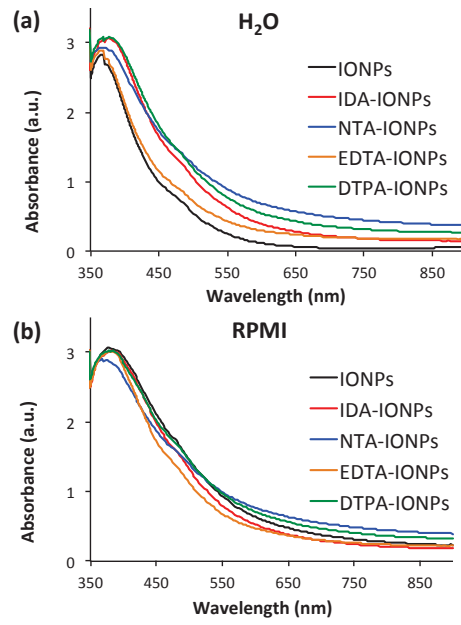 (a)
H₂O
Absorbance (a.u.)
3
2
1
0
IONPs
IDA-IONPs
NTA-IONPs
EDTA-IONPs
DTPA-IONPs
350 450 550 650 750 850
Wavelength (nm)
(b)
RPMI
Absorbance (a.u.)
3
2
1
0
IONPs
IDA-IONPs
NTA-IONPs
EDTA-IONPs
DTPA-IONPs
350 450 550 650 750 850
Wavelength (nm)